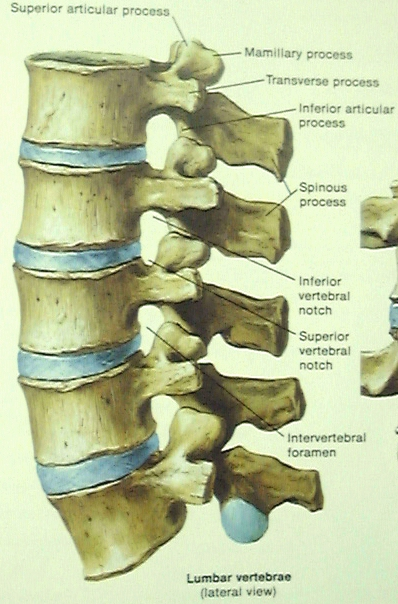 Superior articular process
Mamillary process
Transverse process
Inferior articular
process
Spinous
process
Inferior
vertebral
notch
Superior
vertebral
notch
Intervertebral
foramen
Lumbar vertebrae
(lateral view)